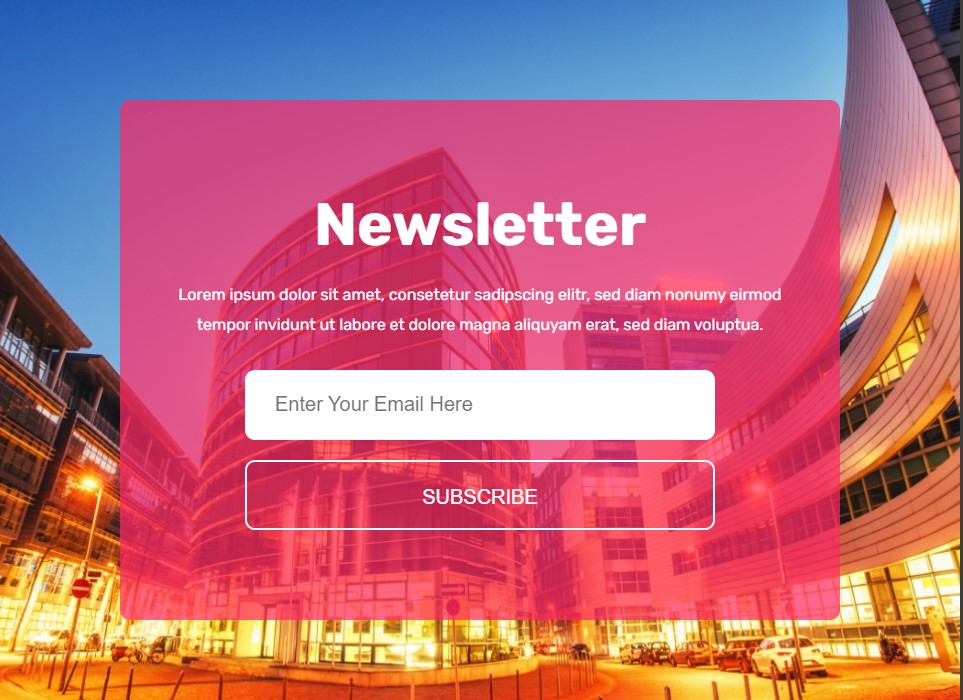 Newsletter
Lorem ipsum dolor sit amet, consetetur sadipscing elitr, sed diam nonumy eirmod
tempor invidunt ut labore et dolore magna aliquyam erat, sed diam voluptua.
Enter Your Email Here
SUBSCRIBE